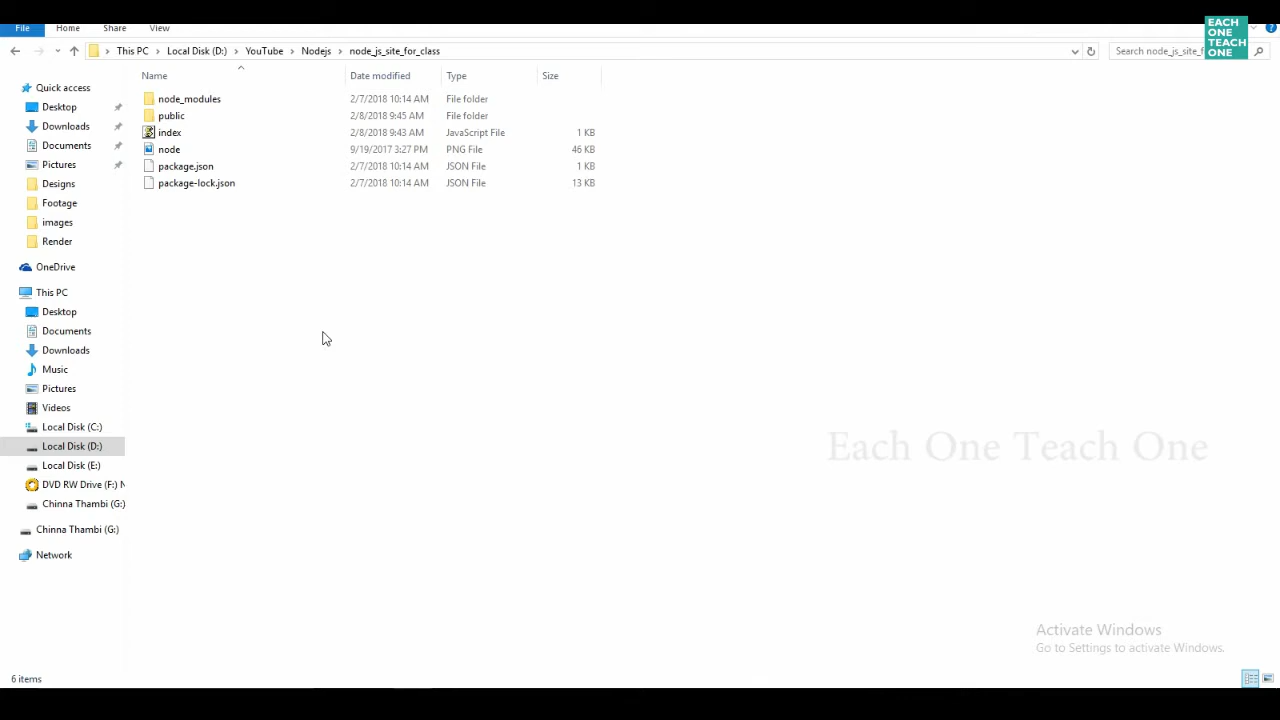 File Home Share View
EACH
ONE
TEACH
ONE
This PC Local Disk (D:) YouTube Nodejs node_js_site_for_class
Search node_js_site_f
Name Date modified Type Size
node_modules 2/7/2018 10:14 AM File folder
public 2/8/2018 9:45 AM File folder
index 2/8/2018 9:43 AM JavaScript File 1 KB
node 9/19/2017 3:27 PM PNG File 46 KB
package.json 2/7/2018 10:14 AM JSON File 1 KB
package-lock.json 2/7/2018 10:14 AM JSON File 13 KB
Quick access
Desktop
Downloads
Documents
Pictures
Designs
Footage
images
Render
OneDrive
This PC
Desktop
Documents
Downloads
Music
Pictures
Videos
Local Disk (C:)
Local Disk (D:)
Local Disk (E:)
DVD RW Drive (F:) N
Chinna Thambi (G:)
Chinna Thambi (G:)
Network
Each One Teach One
Activate Windows
Go to Settings to activate Windows.
6 items